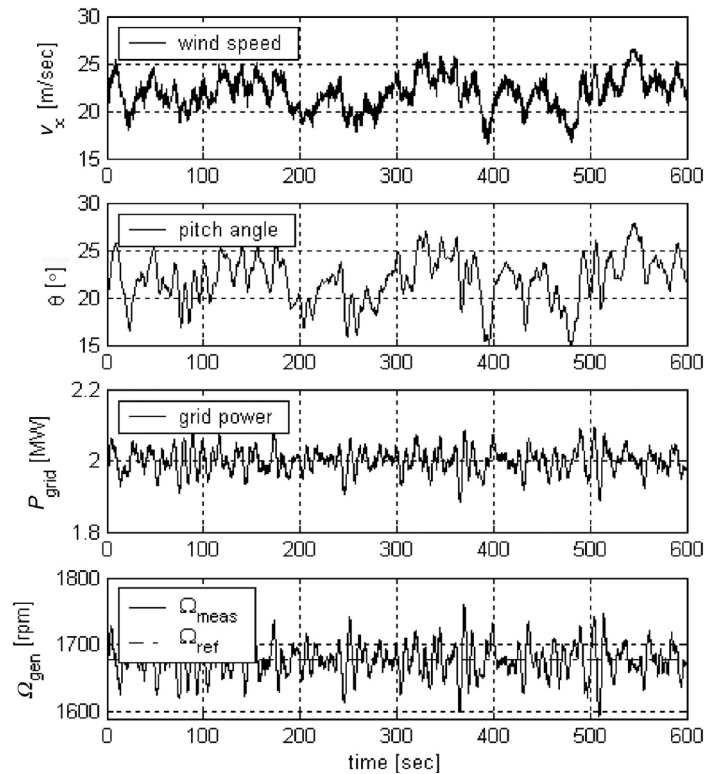 30
25
20
15
v_x [m/sec]
wind speed
0 100 200 300 400 500 600
30
25
20
15
θ [°]
pitch angle
0 100 200 300 400 500 600
2.2
2
1.8
P_grid [MW]
grid power
0 100 200 300 400 500 600
1800
1700
1600
Ω_gen [rpm]
Ω_meas
Ω_ref
0 100 200 300 400 500 600
time [sec]